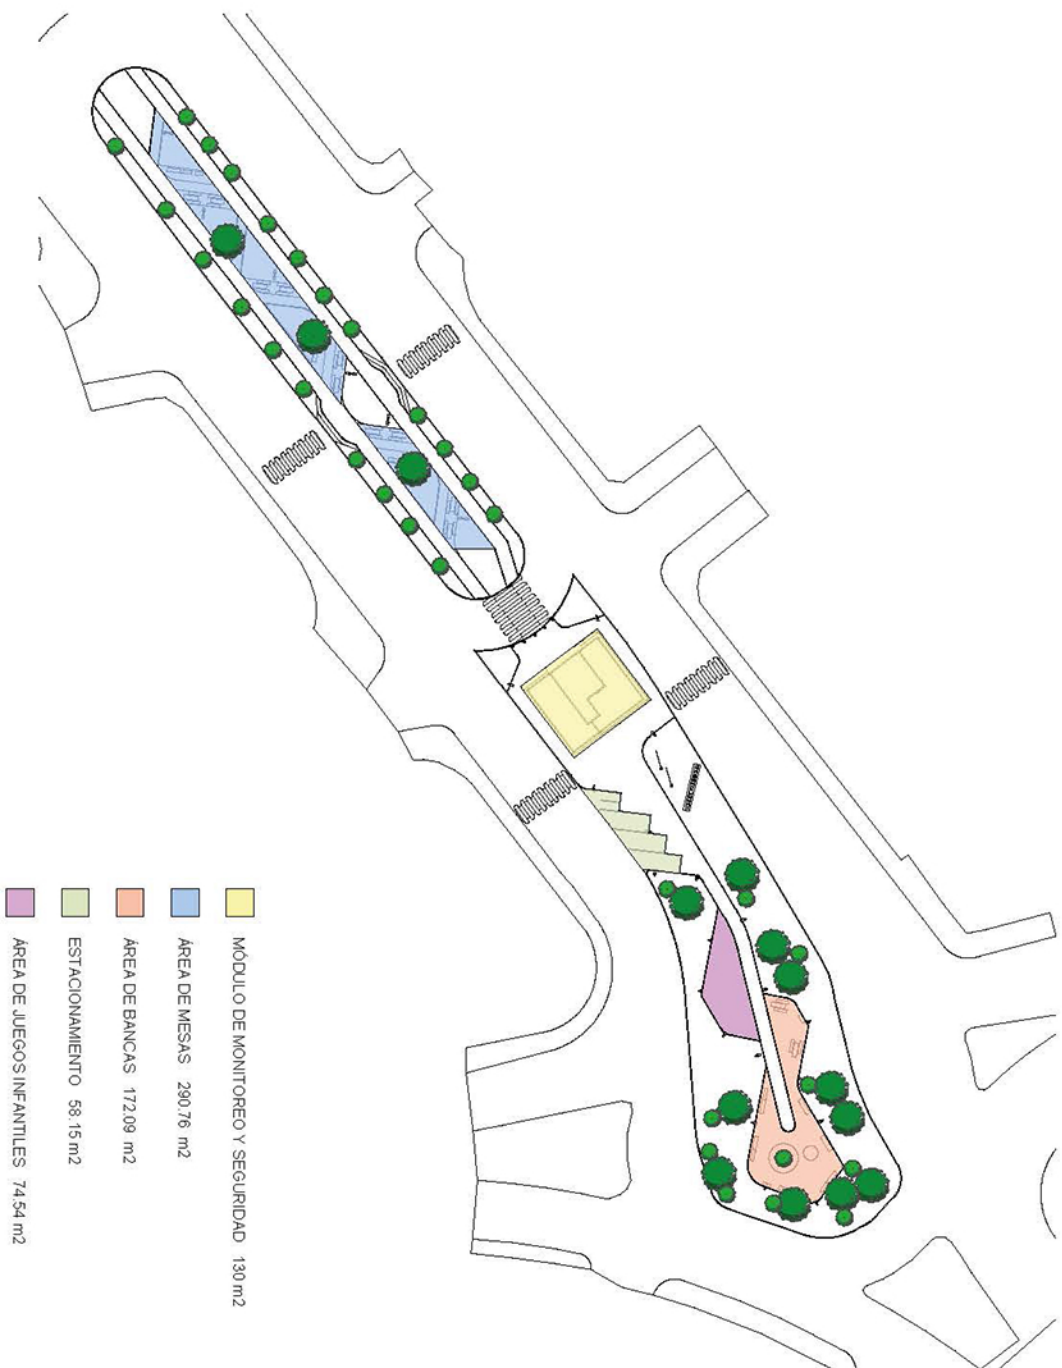 MÓDULO DE MONITOREO Y SEGURIDAD 130 m2
ÁREA DE MESAS 290.76 m2
ÁREA DE BANCAS 172.09 m2
ESTACIONAMIENTO 58.15 m2
ÁREA DE JUEGOS INFANTILES 74.54 m2